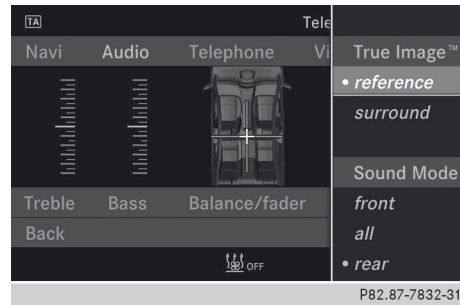 TA
Tele
Navi Audio Telephone Vi
True Image™
• reference
surround
Sound Mode
Treble Bass Balance/fader
front
Back
all
OFF
• rear
P82.87-7832-31